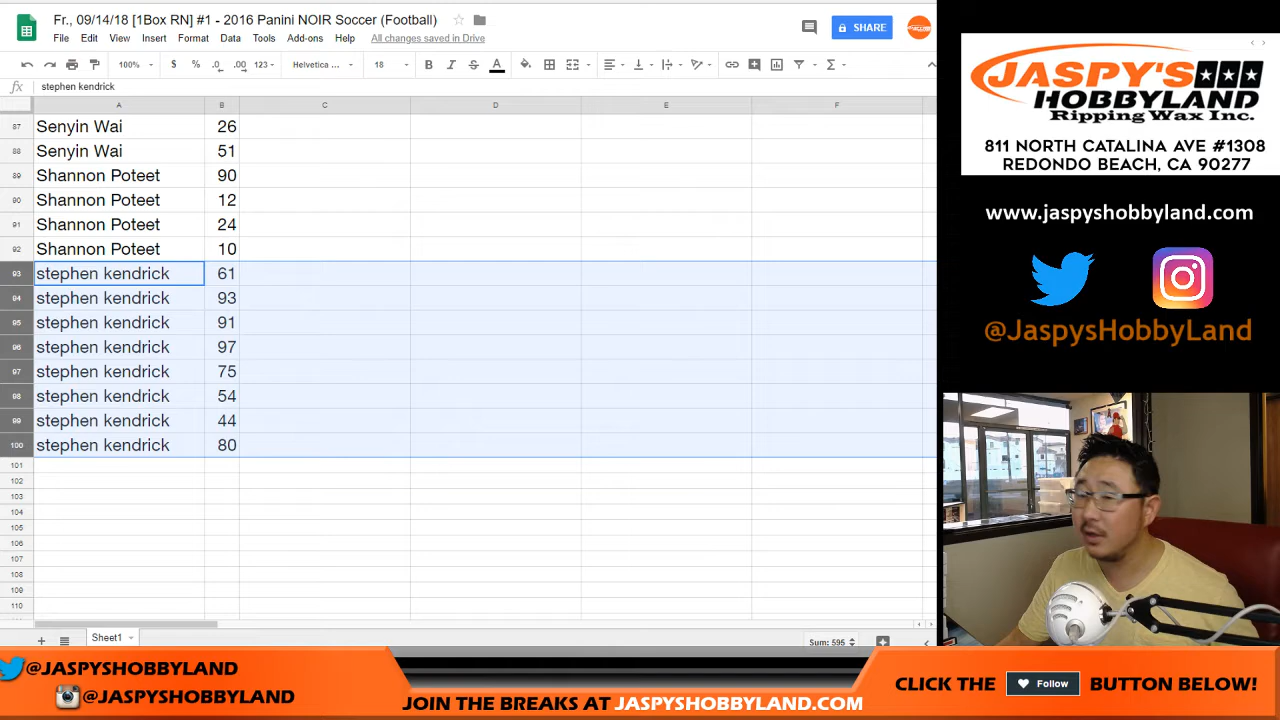 Fr., 09/14/18 [1Box RN] #1 - 2016 Panini NOIR Soccer (Football)
File Edit View Insert Format Data Tools Add-ons Help All changes saved in Drive
SHARE
100% $ % .0 .00 123 Helvetica ... 18 B I S A
fx stephen kendrick
A B C D E F
87 Senyin Wai 26
88 Senyin Wai 51
89 Shannon Poteet 90
90 Shannon Poteet 12
91 Shannon Poteet 24
92 Shannon Poteet 10
93 stephen kendrick 61
94 stephen kendrick 93
95 stephen kendrick 91
96 stephen kendrick 97
97 stephen kendrick 75
98 stephen kendrick 54
99 stephen kendrick 44
100 stephen kendrick 80
101
102
103
104
105
106
107
108
109
110
Sheet1
Sum: 595
JASPY'S
HOBBYLAND
Ripping Wax Inc.
811 NORTH CATALINA AVE #1308
REDONDO BEACH, CA 90277
www.jaspyshobbyland.com
@JaspysHobbyLand
@JASPYSHOBBYLAND
@JASPYSHOBBYLAND
JOIN THE BREAKS AT JASPYSHOBBYLAND.COM
CLICK THE Follow BUTTON BELOW!